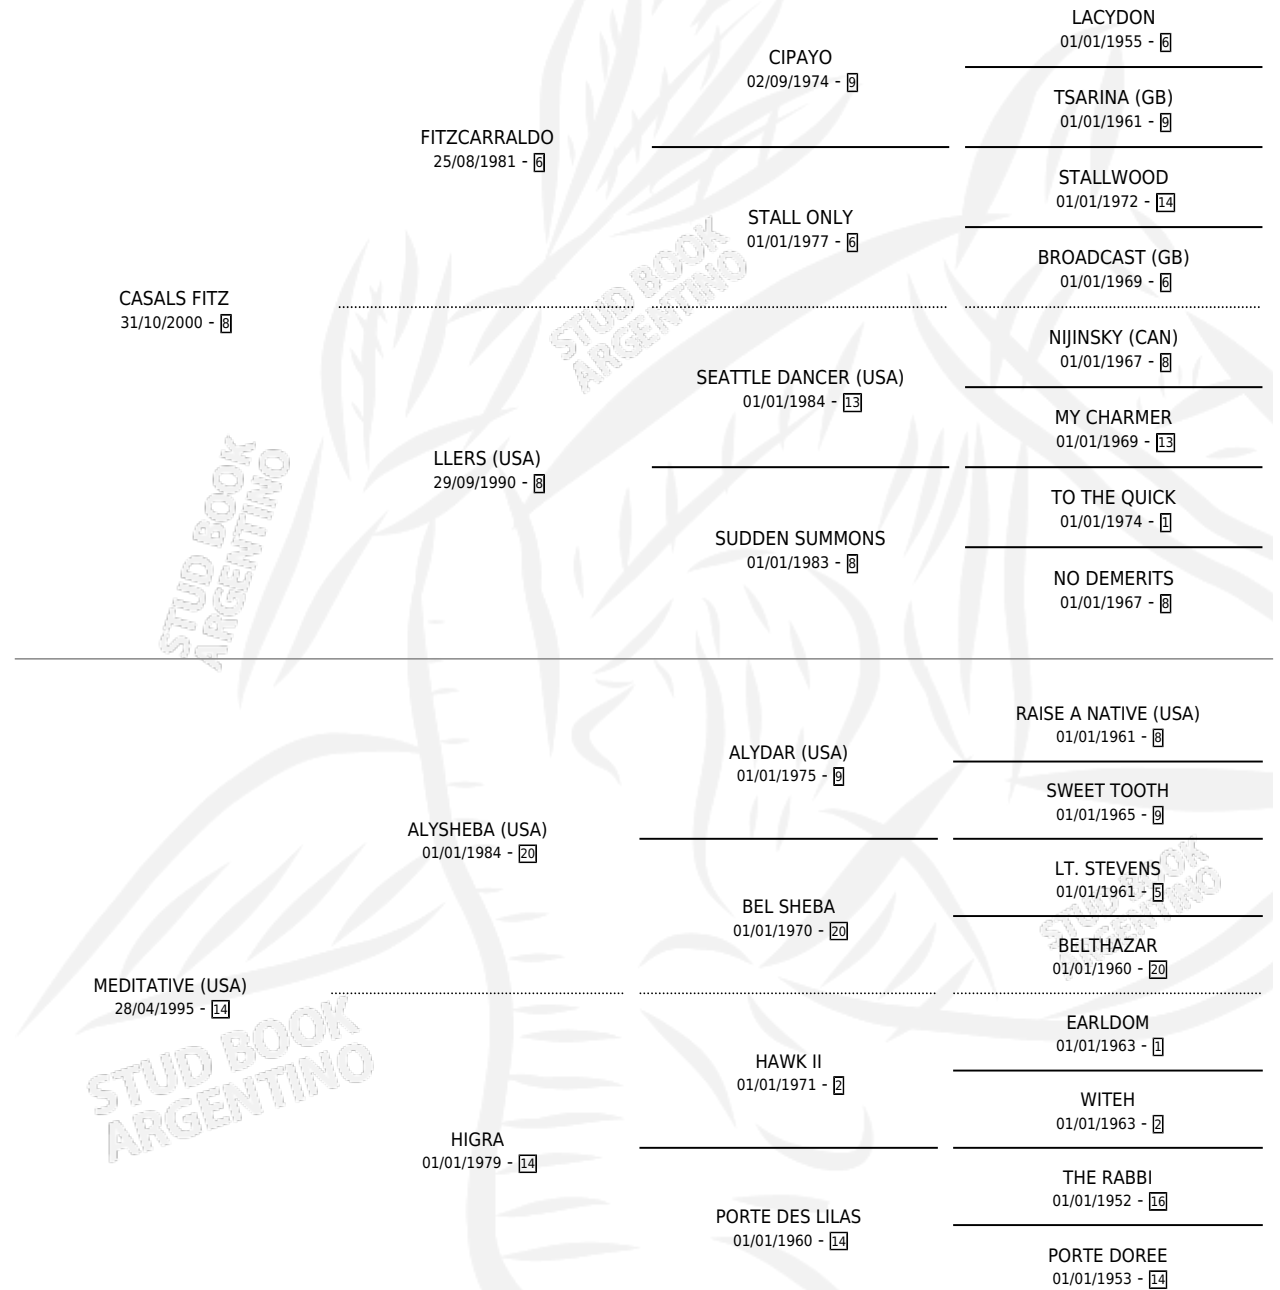 LACYDON
01/01/1955 - 6
CIPAYO
02/09/1974 - 9
TSARINA (GB)
01/01/1961 - 9
FITZCARRALDO
25/08/1981 - 6
STALLWOOD
01/01/1972 - 14
STALL ONLY
01/01/1977 - 6
BROADCAST (GB)
01/01/1969 - 6
CASALS FITZ
31/10/2000 - 8
NIJINSKY (CAN)
01/01/1967 - 8
SEATTLE DANCER (USA)
01/01/1984 - 13
MY CHARMER
01/01/1969 - 13
LLERS (USA)
29/09/1990 - 8
TO THE QUICK
01/01/1974 - 1
SUDDEN SUMMONS
01/01/1983 - 8
NO DEMERITS
01/01/1967 - 8
STUD BOOK
ARGENTINO
STUD BOOK
ARGENTINO
RAISE A NATIVE (USA)
01/01/1961 - 8
ALYDAR (USA)
01/01/1975 - 9
SWEET TOOTH
01/01/1965 - 9
ALYSHEBA (USA)
01/01/1984 - 20
LT. STEVENS
01/01/1961 - 5
BEL SHEBA
01/01/1970 - 20
BELTHAZAR
01/01/1960 - 20
MEDITATIVE (USA)
28/04/1995 - 14
EARLDOM
01/01/1963 - 1
HAWK II
01/01/1971 - 2
WITEH
01/01/1963 - 2
HIGRA
01/01/1979 - 14
THE RABBI
01/01/1952 - 16
PORTE DES LILAS
01/01/1960 - 14
PORTE DOREE
01/01/1953 - 14
STUD BOOK
ARGENTINO
STUD BOOK
ARGENTINO